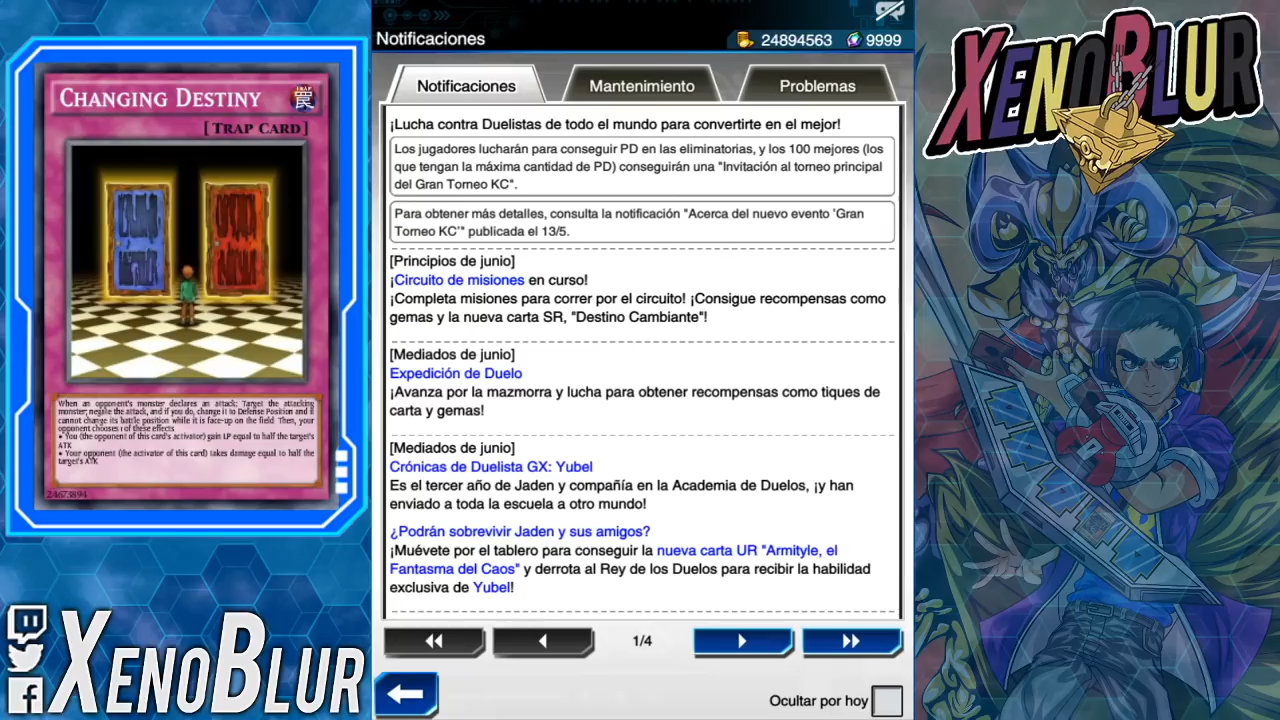 CHANGING DESTINY
TRAP
罠
[TRAP CARD]
When an opponent's monster declares an attack: Target the attacking
monster; negate the attack, and if you do, change it to Defense Position and it
cannot change its battle position while it is face-up on the field. Then, your
opponent chooses 1 of these effects
• You (the opponent of this card's activator) gain LP equal to half the target's
ATK
• Your opponent (the activator of this card) takes damage equal to half the
target's ATK
24673894
XENOBLUR
Notificaciones
24894563
9999
Notificaciones
Mantenimiento
Problemas
¡Lucha contra Duelistas de todo el mundo para convertirte en el mejor!
Los jugadores lucharán para conseguir PD en las eliminatorias, y los 100 mejores (los
que tengan la máxima cantidad de PD) conseguirán una "Invitación al torneo principal
del Gran Torneo KC".
Para obtener más detalles, consulta la notificación "Acerca del nuevo evento 'Gran
Torneo KC'" publicada el 13/5.
[Principios de junio]
¡Circuito de misiones en curso!
¡Completa misiones para correr por el circuito! ¡Consigue recompensas como
gemas y la nueva carta SR, "Destino Cambiante"!
[Mediados de junio]
Expedición de Duelo
¡Avanza por la mazmorra y lucha para obtener recompensas como tiques de
carta y gemas!
[Mediados de junio]
Crónicas de Duelista GX: Yubel
Es el tercer año de Jaden y compañía en la Academia de Duelos, ¡y han
enviado a toda la escuela a otro mundo!
¿Podrán sobrevivir Jaden y sus amigos?
¡Muévete por el tablero para conseguir la nueva carta UR "Armityle, el
Fantasma del Caos" y derrota al Rey de los Duelos para recibir la habilidad
exclusiva de Yubel!
1/4
Ocultar por hoy
XENOBLUR